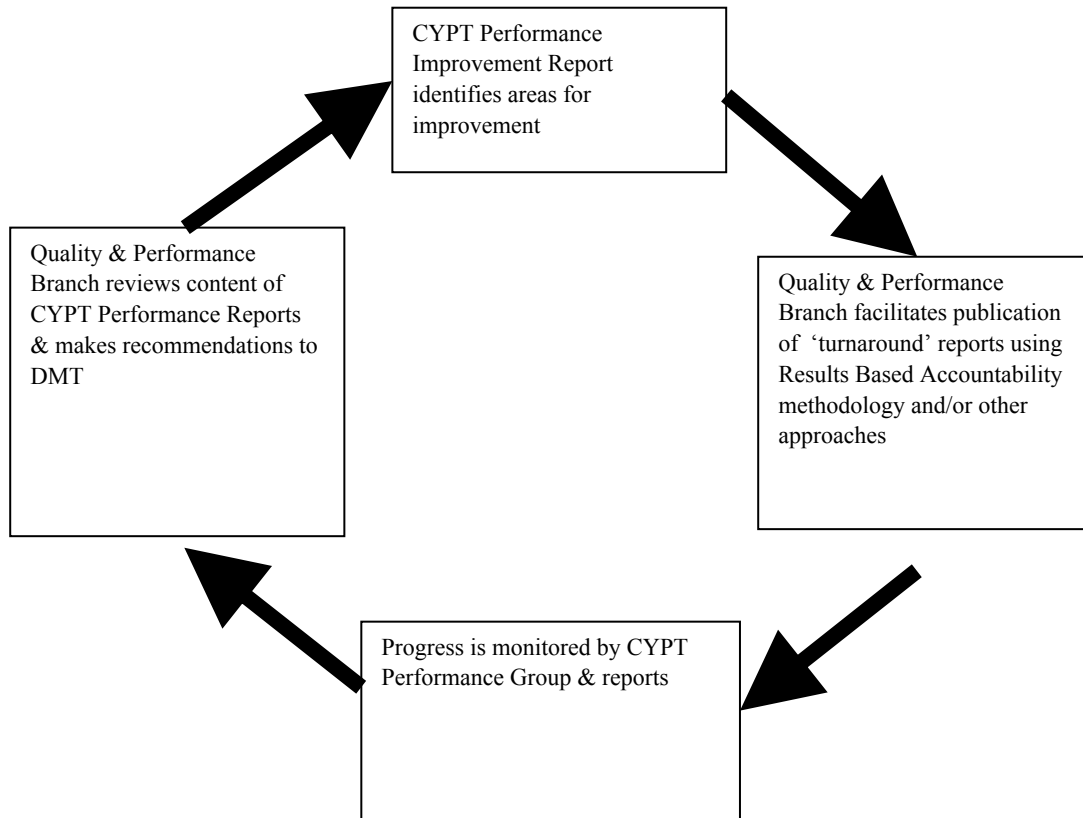 CYPT Performance
Improvement Report
identifies areas for
improvement
Quality & Performance
Branch facilitates publication
of ‘turnaround’ reports using
Results Based Accountability
methodology and/or other
approaches
Progress is monitored by CYPT
Performance Group & reports
Quality & Performance
Branch reviews content of
CYPT Performance Reports
& makes recommendations to
DMT